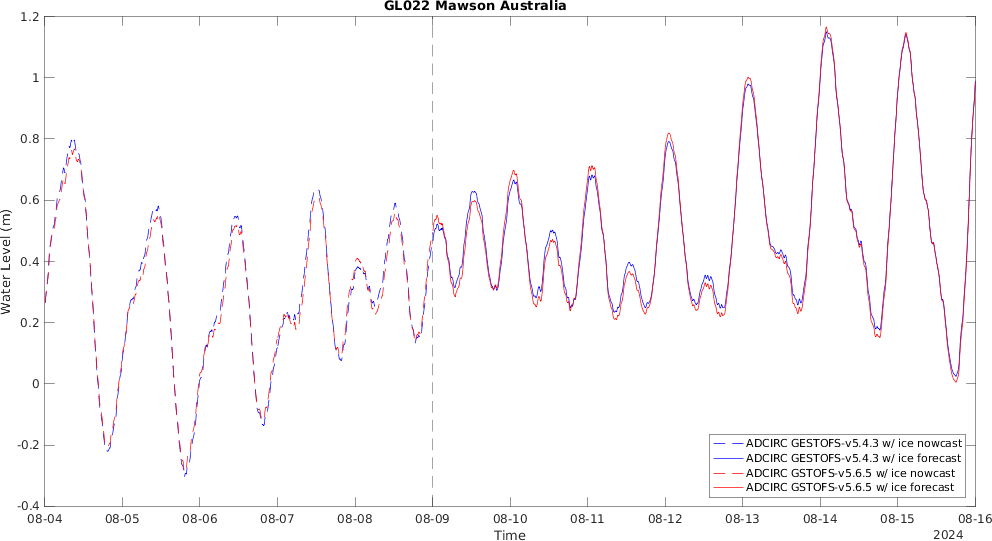 GL022 Mawson Australia
1.2
1
0.8
0.6
0.4
0.2
0
-0.2
-0.4
Water Level (m)
ADCIRC GESTOFS-v5.4.3 w/ ice nowcast
ADCIRC GESTOFS-v5.4.3 w/ ice forecast
ADCIRC GSTOFS-v5.6.5 w/ ice nowcast
ADCIRC GSTOFS-v5.6.5 w/ ice forecast
08-04 08-05 08-06 08-07 08-08 08-09 08-10 08-11 08-12 08-13 08-14 08-15 08-16
Time
2024